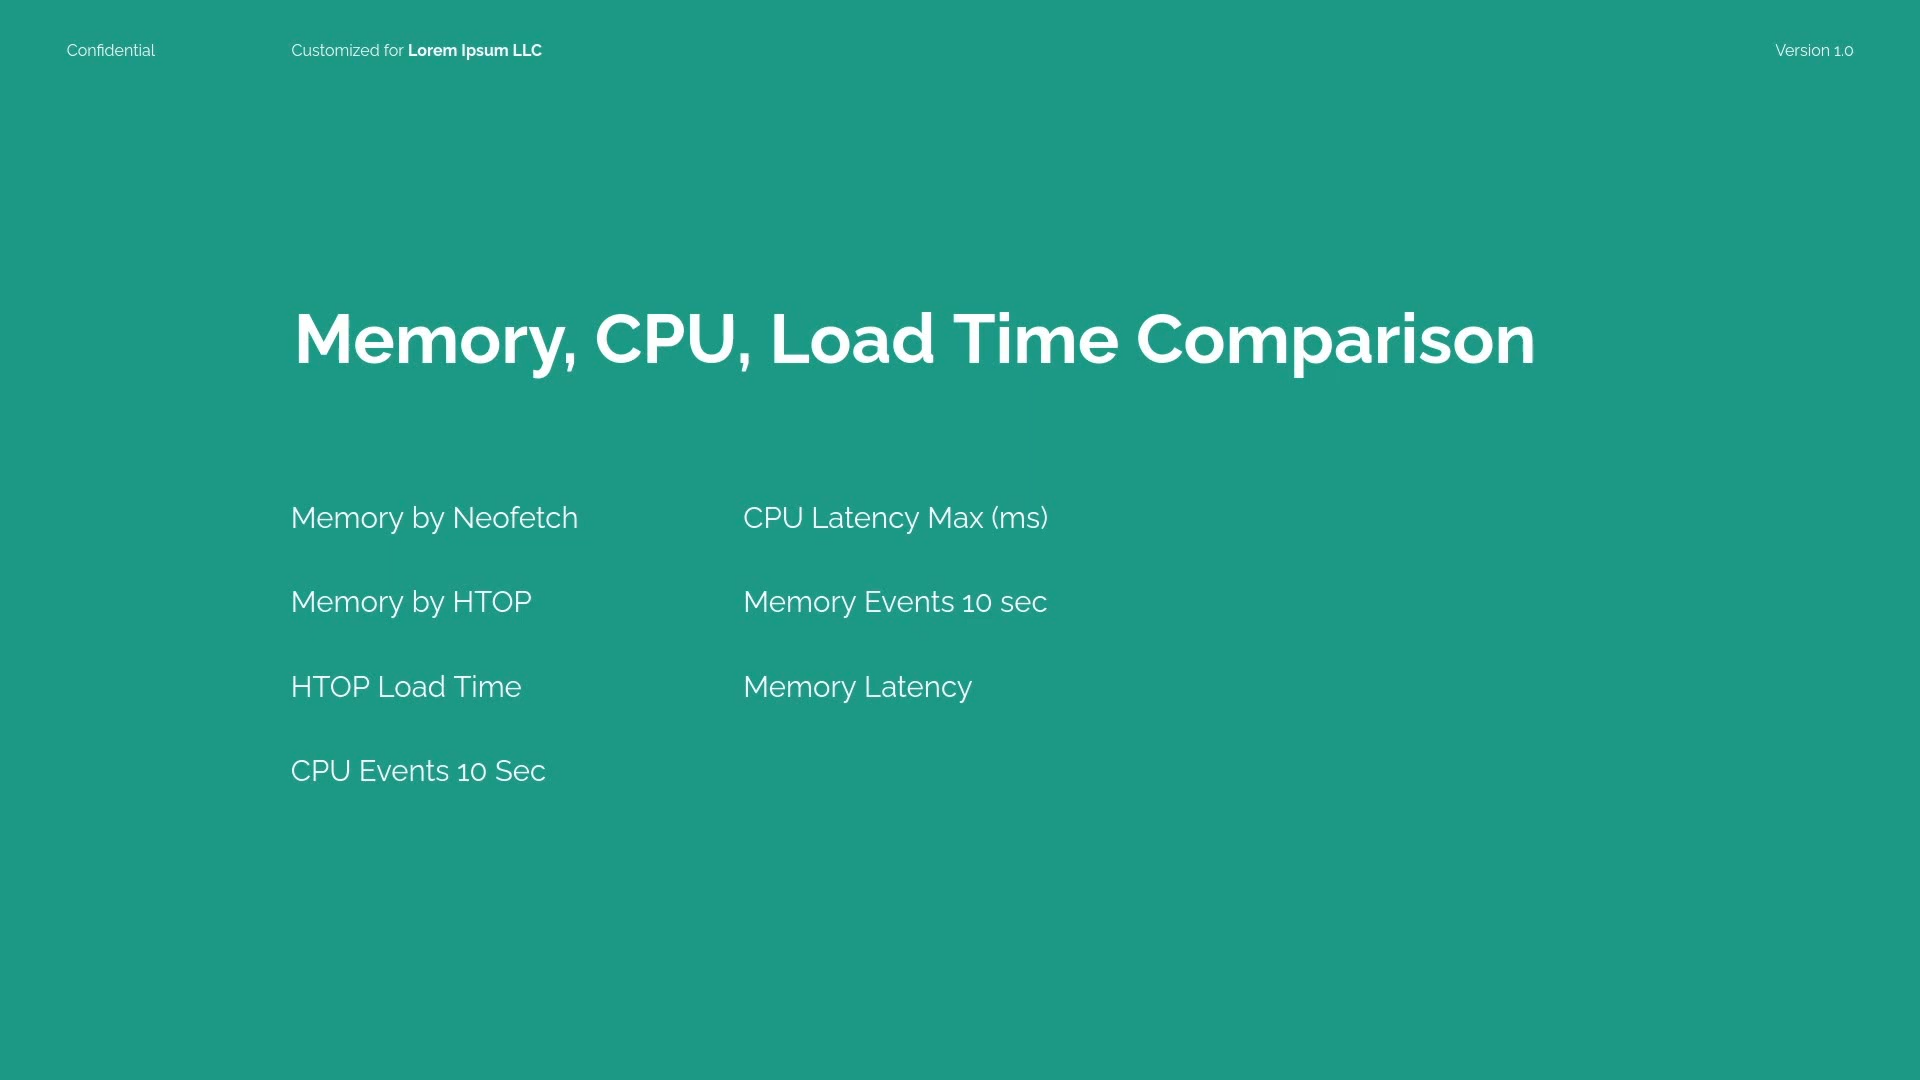 Confidential
Customized for Lorem Ipsum LLC
Version 1.0
Memory, CPU, Load Time Comparison
Memory by Neofetch
Memory by HTOP
HTOP Load Time
CPU Events 10 Sec
CPU Latency Max (ms)
Memory Events 10 sec
Memory Latency